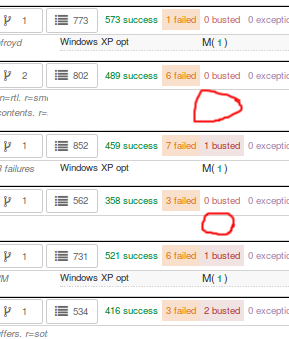 1 773 573 success 1 failed 0 busted 0 exceptio
froyd Windows XP opt M( 1 )
2 802 489 success 6 failed 0 busted 0 exceptio
n=rtl, r=sm
contents. r=
1 852 459 success 7 failed 1 busted 0 exceptio
failures Windows XP opt M( 1 )
1 562 358 success 3 failed 0 busted 0 exceptio
1 731 521 success 6 failed 1 busted 0 exceptio
Windows XP opt M( 1 )
1 534 416 success 3 failed 2 busted 0 exceptio
ffers, r=sot